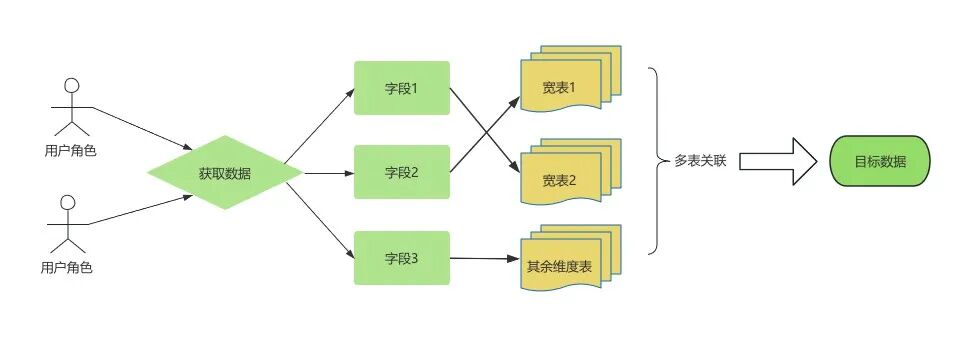 用户角色
用户角色
获取数据
字段1
字段2
字段3
宽表1
宽表2
其余维度表
多表关联
目标数据